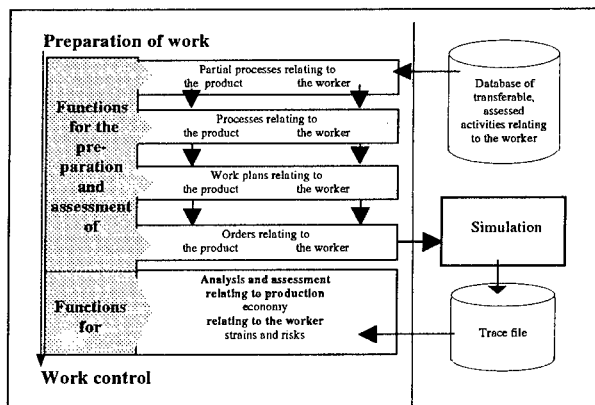 Preparation of work
Partial processes relating to
the product the worker
Functions
for the
pre-
paration
and
assessment
of
Processes relating to
the product the worker
Work plans relating to
the product the worker
Orders relating to
the product the worker
Functions
for
Analysis and assessment
relating to production
economy
relating to the worker
strains and risks
Work control
Database of
transferable,
assessed
activities relating
to the worker
Simulation
Trace file